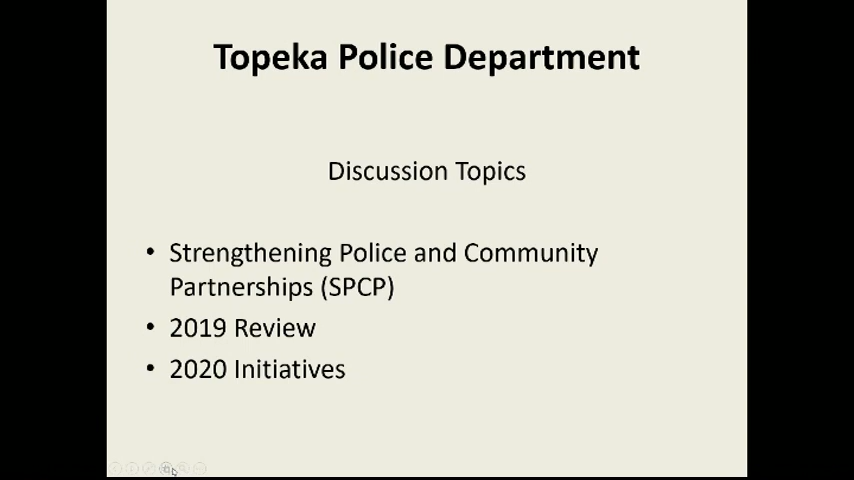 Topeka Police Department
Discussion Topics
• Strengthening Police and Community
Partnerships (SPCP)
• 2019 Review
• 2020 Initiatives